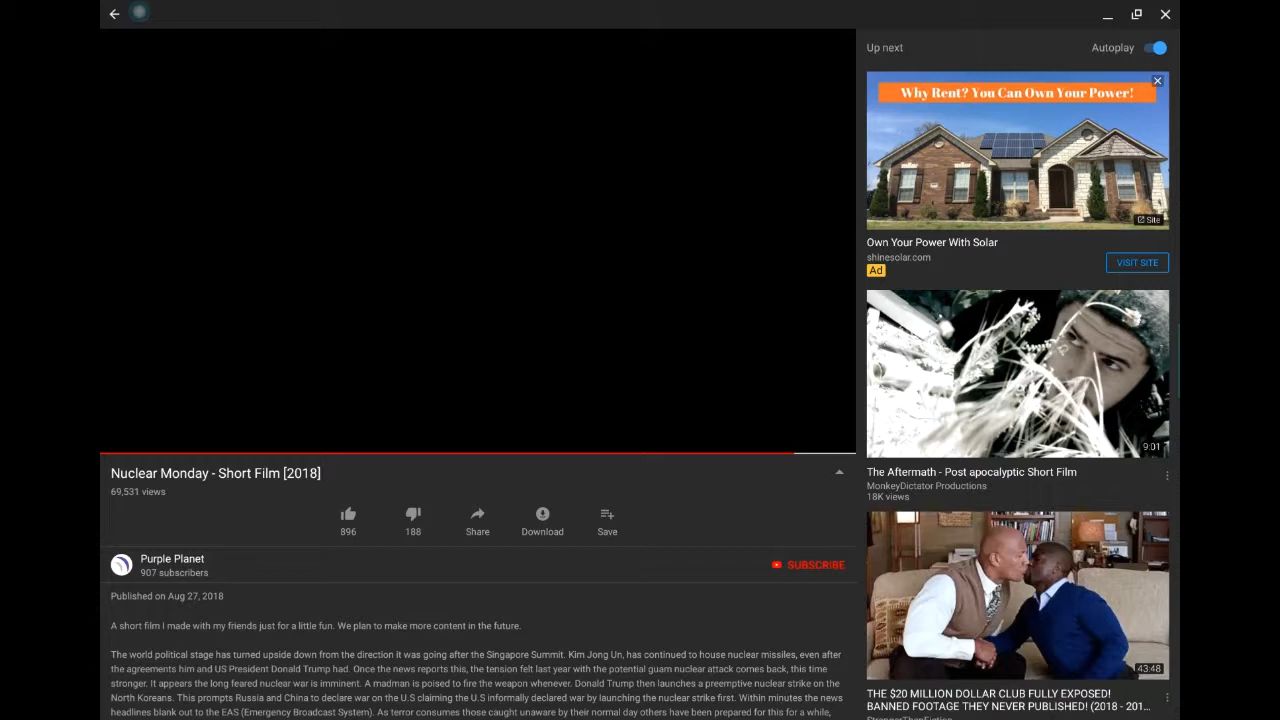 Up next
Autoplay
Why Rent? You Can Own Your Power!
Site
Own Your Power With Solar
shinesolar.com
VISIT SITE
Ad
9:01
The Aftermath - Post apocalyptic Short Film
MonkeyDictator Productions
18K views
43:48
THE $20 MILLION DOLLAR CLUB FULLY EXPOSED!
BANNED FOOTAGE THEY NEVER PUBLISHED! (2018 - 201...
StrongerThanFiction
Nuclear Monday - Short Film [2018]
69,531 views
896
188
Share
Download
Save
Purple Planet
907 subscribers
SUBSCRIBE
Published on Aug 27, 2018
A short film I made with my friends just for a little fun. We plan to make more content in the future.
The world political stage has turned upside down from the direction it was going after the Singapore Summit. Kim Jong Un, has continued to house nuclear missiles, even after
the agreements him and US President Donald Trump had. Once the news reports this, the tension felt last year with the potential guam nuclear attack comes back, this time
stronger. It appears the long feared nuclear war is imminent. A madman is poised to fire the weapon whenever. Donald Trump then launches a preemptive nuclear strike on the
North Koreans. This prompts Russia and China to declare war on the U.S claiming the U.S informally declared war by launching the nuclear strike first. Within minutes the news
headlines blank out to the EAS (Emergency Broadcast System). As terror consumes those caught unaware by their normal day others have been prepared for this for a while,